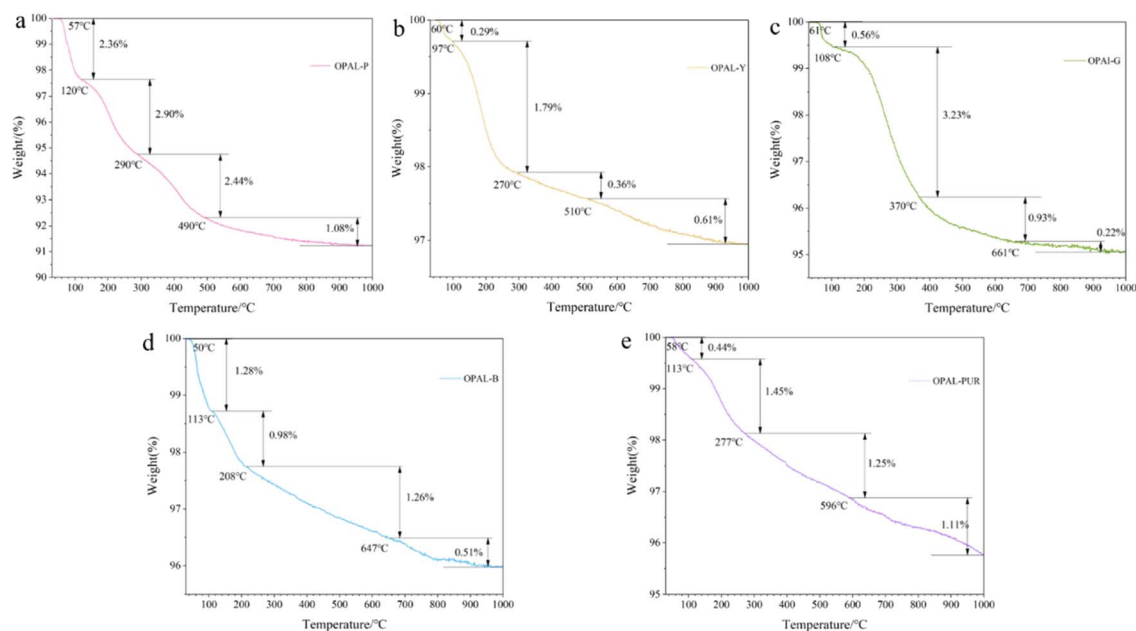 a
100
99
98
97
96
95
94
93
92
91
90
Weight/(%)
57℃
2.36%
120℃
2.90%
290℃
2.44%
490℃
1.08%
OPAL-P
100 200 300 400 500 600 700 800 900 1000
Temperature/℃
b
100
99
98
97
Weight(%)
60℃
0.29%
97℃
1.79%
270℃
0.36%
510℃
0.61%
OPAL-Y
100 200 300 400 500 600 700 800 900 1000
Temperature/℃
c
100
99
98
97
96
95
Weight(%)
61℃
0.56%
108℃
3.23%
370℃
0.93%
661℃
0.22%
OPAl-G
100 200 300 400 500 600 700 800 900 1000
Temperature/℃
d
100
99
98
97
96
Weight(%)
50℃
1.28%
113℃
0.98%
208℃
1.26%
647℃
0.51%
OPAL-B
100 200 300 400 500 600 700 800 900 1000
Temperature/℃
e
100
99
98
97
96
95
Weight(%)
58℃
0.44%
113℃
1.45%
277℃
1.25%
596℃
1.11%
OPAL-PUR
100 200 300 400 500 600 700 800 900 1000
Temperature/℃